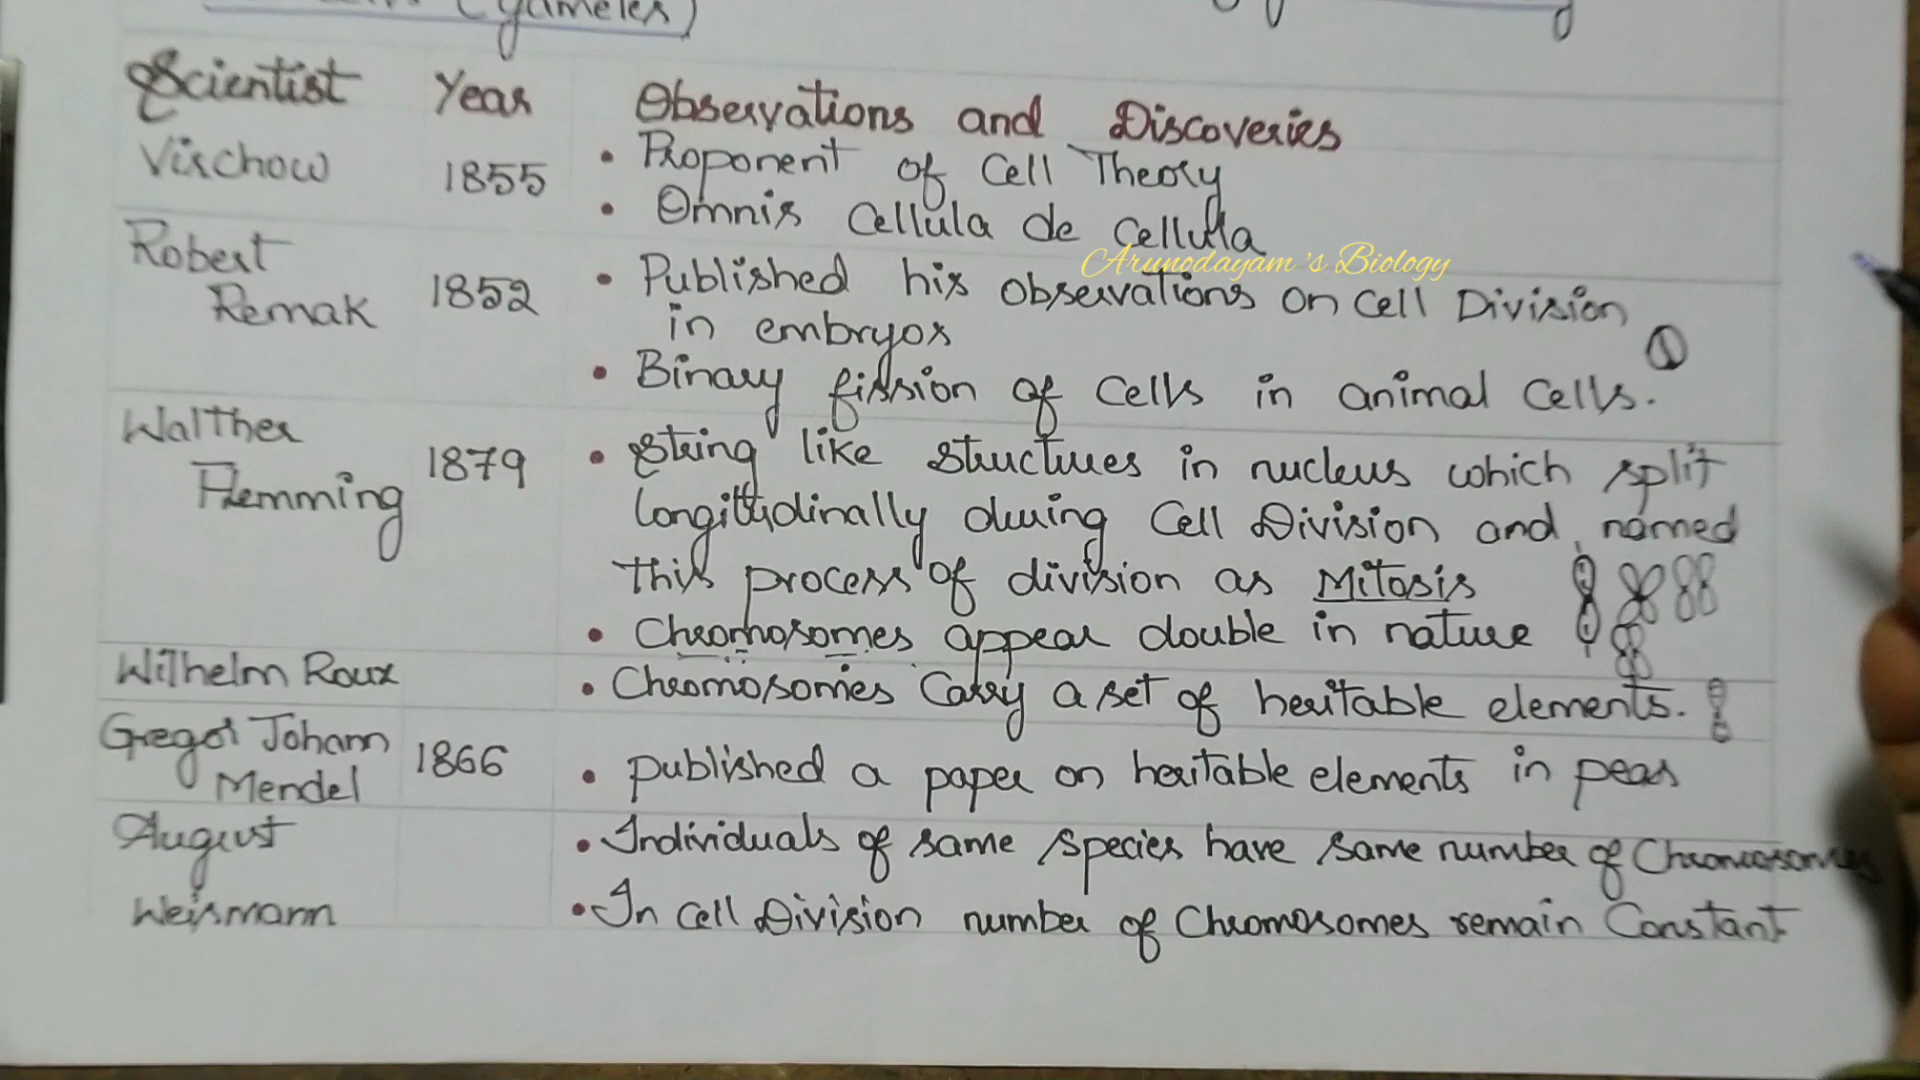 (gametes)
Scientist Year Observations and Discoveries
Virchow 1855 • Proponent of Cell Theory
• Omnis Cellula de Cellula
Arunodayam's Biology
Robert Remak 1852 • Published his observations on Cell Division
in embryos
• Binary fission of Cells in animal Cells.
Walther Flemming 1879 • String like structures in nucleus which split
longitudinally during Cell Division and named
this process of division as Mitosis
• Chromosomes appear double in nature
Wilhelm Roux • Chromosomes Carry a set of heritable elements.
Gregor Johann Mendel 1866 • published a paper on heritable elements in peas
August Weismann • Individuals of same species have same number of Chromosomes
• In Cell Division number of Chromosomes remain Constant